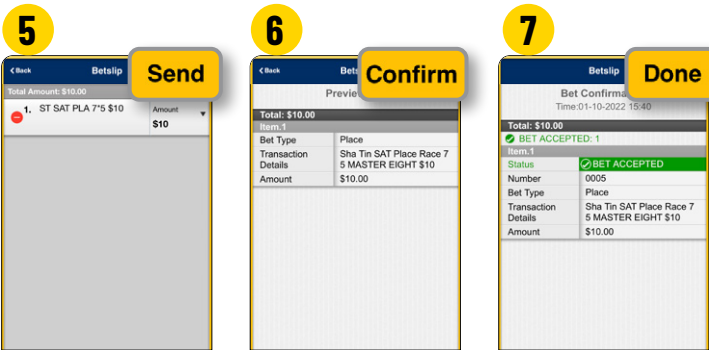 5
< Back Betslip Send
Total Amount: $10.00
1. ST SAT PLA 7*5 $10 Amount
$10
6
< Back Confirm
Total: $10.00
Item.1
Bet Type Place
Transaction Details Sha Tin SAT Place Race 7
5 MASTER EIGHT $10
Amount $10.00
7
Betslip Done
Bet
Time:01-10-2022 15:40
Total: $10.00
BET ACCEPTED: 1
Item.1
Status BET ACCEPTED
Number 0005
Bet Type Place
Transaction Details Sha Tin SAT Place Race 7
5 MASTER EIGHT $10
Amount $10.00